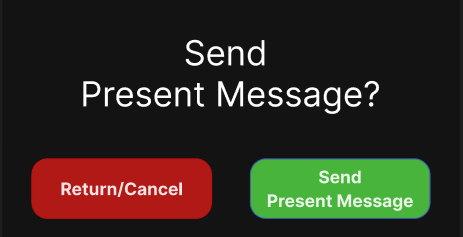 Send
Present Message?
Return/Cancel
Send
Present Message